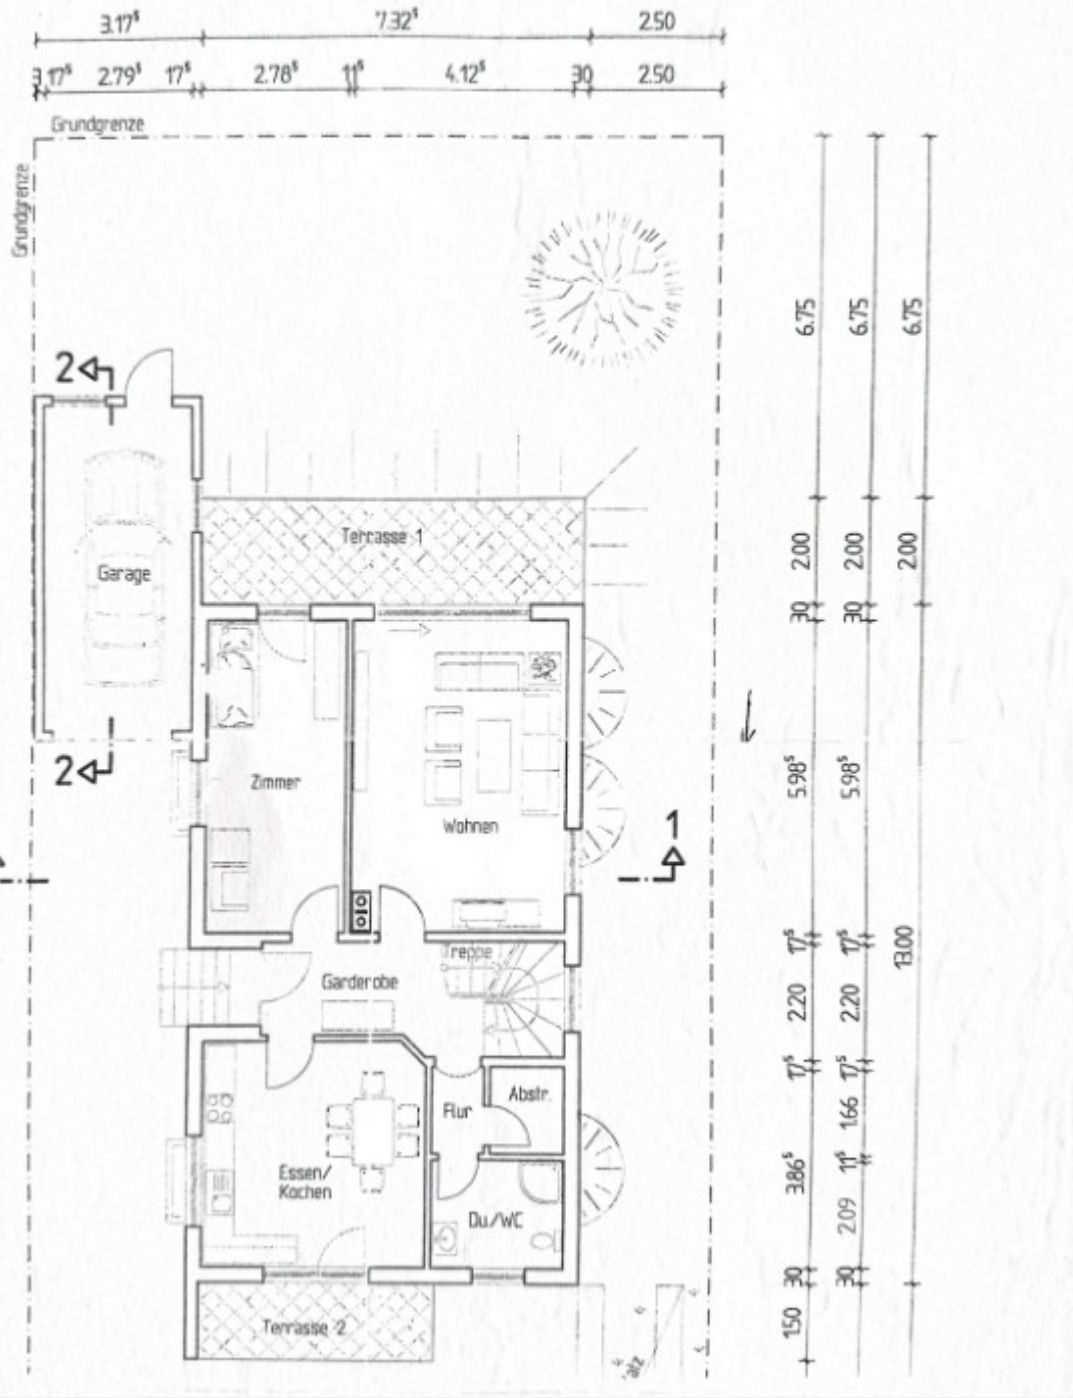 3.17⁵ 7.32⁵ 2.50
3 17⁵ 2.79⁵ 17⁵ 2.78⁵ 11⁵ 4.12⁵ 30 2.50
Grundgrenze
Grundgrenze
6.75 6.75 6.75
2
Terrasse 1
2.00 2.00 2.00
Garage
30 30
2
Zimmer
5.98⁵ 5.98⁵
Wohnen
1
17⁵ 17⁵
13.00
Treppe
Garderobe
2.20 2.20
17⁵ 17⁵
Flur
Abstr.
1.66
Essen/
Kochen
3.86⁵ 11⁵
Du./WC
2.09
30 30
Terrasse 2
1.50